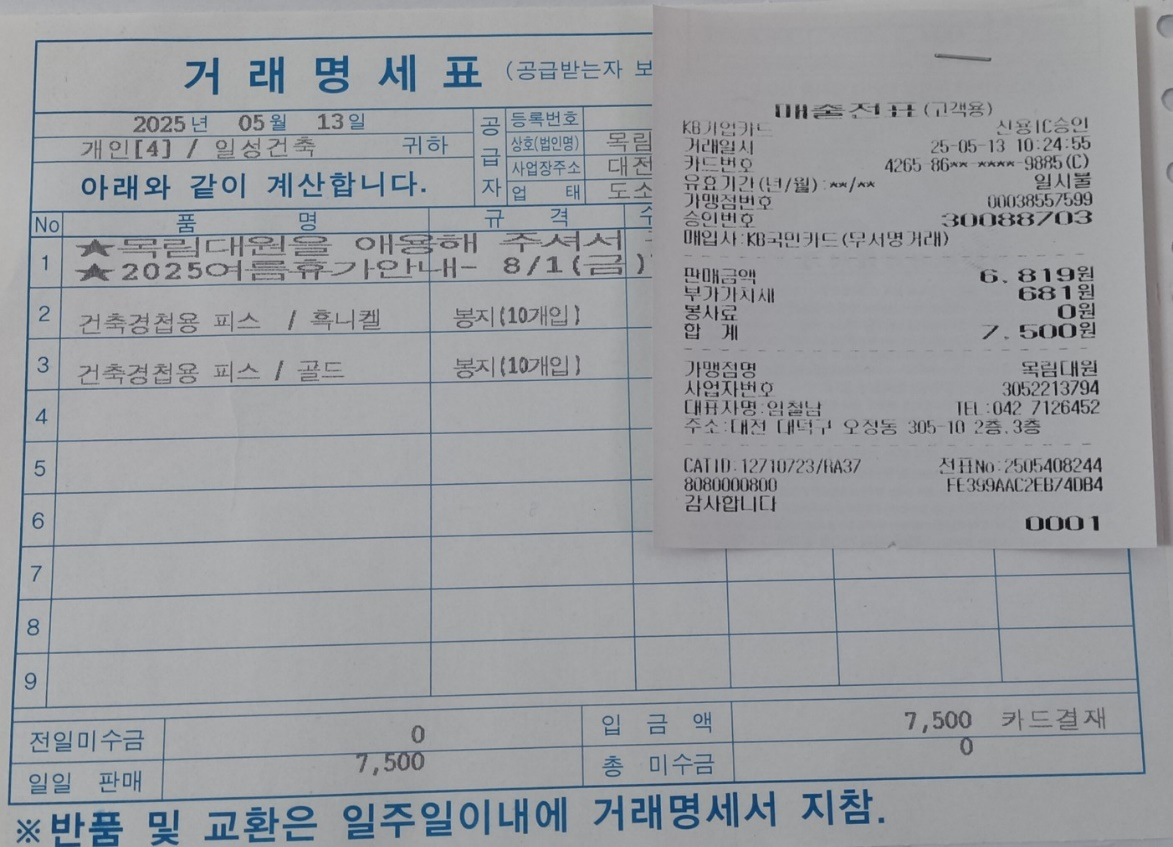 거래명세표 (공급받는자 보
2025년 05월 13일
개인[4] / 일성건축 귀하
아래와 같이 계산합니다.
공급자
등록번호
상호(법인명) 목림
사업장주소 대전
업 태 도소
No 품 명 규 격
1 ★목림대원을 애용해 주셔서
★2025여름휴가안내- 8/1(금)
2 건축경첩용 피스 / 흑니켈 봉지(10개입)
3 건축경첩용 피스 / 골드 봉지(10개입)
4
5
6
7
8
9
전일미수금 0 입 금 액 7,500 카드결재
일일 판매 7,500 총 미수금 0
※반품 및 교환은 일주일이내에 거래명세서 지참.
매출전표(고객용)
KB기업카드 신용IC승인
거래일시 25-05-13 10:24:55
카드번호 4265-86**-****-9885(C)
유효기간(년/월):**/** 일시불
가맹점번호 00038557599
승인번호 30088703
매입사:KB국민카드(무서명거래)
판매금액 6,819원
부가가치세 681원
봉사료 0원
합 계 7,500원
가맹점명 목림대원
사업자번호 3052213794
대표자명:임철남 TEL:042 7126452
주소:대전 대덕구 오정동 305-10 2층.3층
CATID:12710723/RA37 전표No:2505408244
8080000800 FE399AAC2EB74DB4
감사합니다
0001